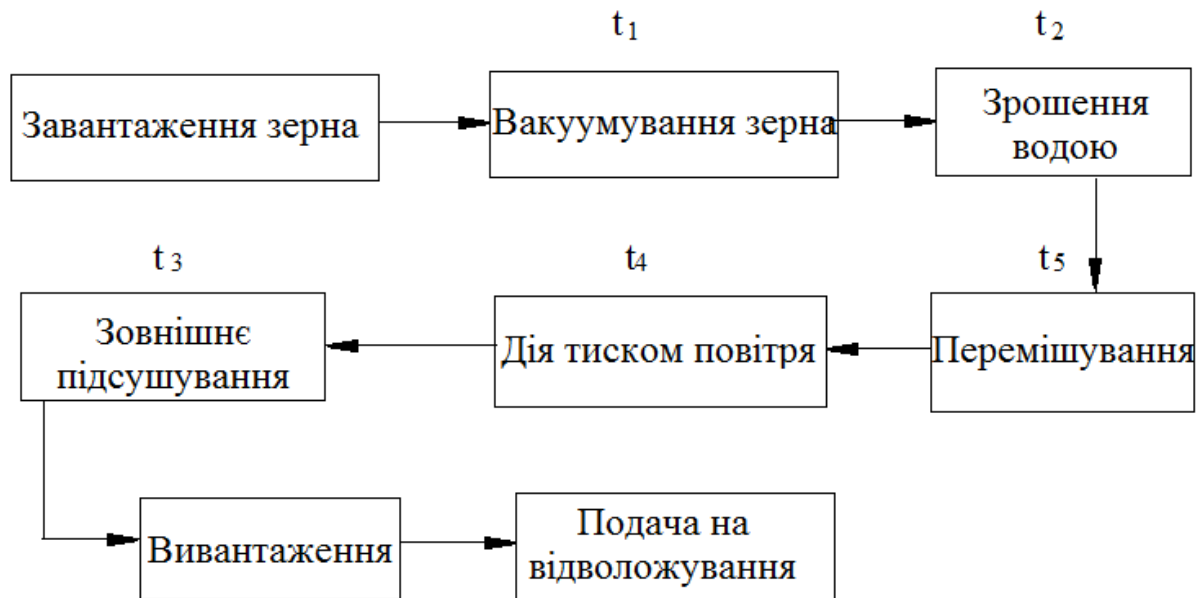 t1
t2
Завантаження зерна
Вакуумування зерна
Зрошення
водою
t3
t4
t5
Зовнішнє
підсушування
Дія тиском повітря
Перемішування
Вивантаження
Подача на
відволожування